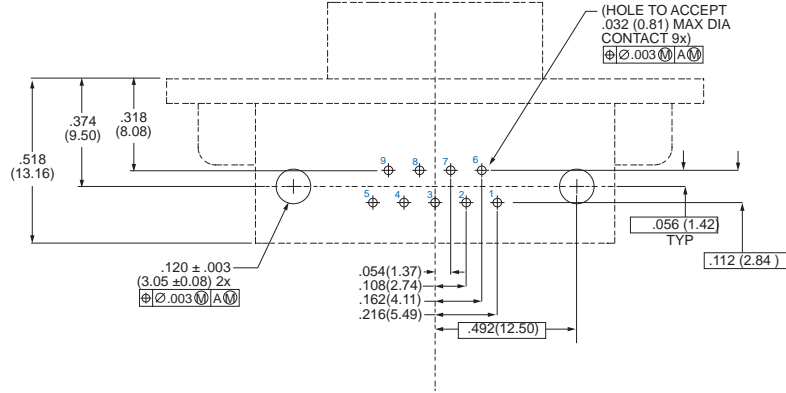 (HOLE TO ACCEPT
.032 (0.81) MAX DIA
CONTACT 9x)
⌖ ∅.003 Ⓜ A Ⓜ
.518
(13.16)
.374
(9.50)
.318
(8.08)
9 8 7 6
5 4 3 2 1
.056 (1.42)
TYP
.112 (2.84 )
.120 ± .003
(3.05 ±0.08) 2x
⌖ ∅.003 Ⓜ A Ⓜ
.054(1.37)
.108(2.74)
.162(4.11)
.216(5.49)
.492(12.50)